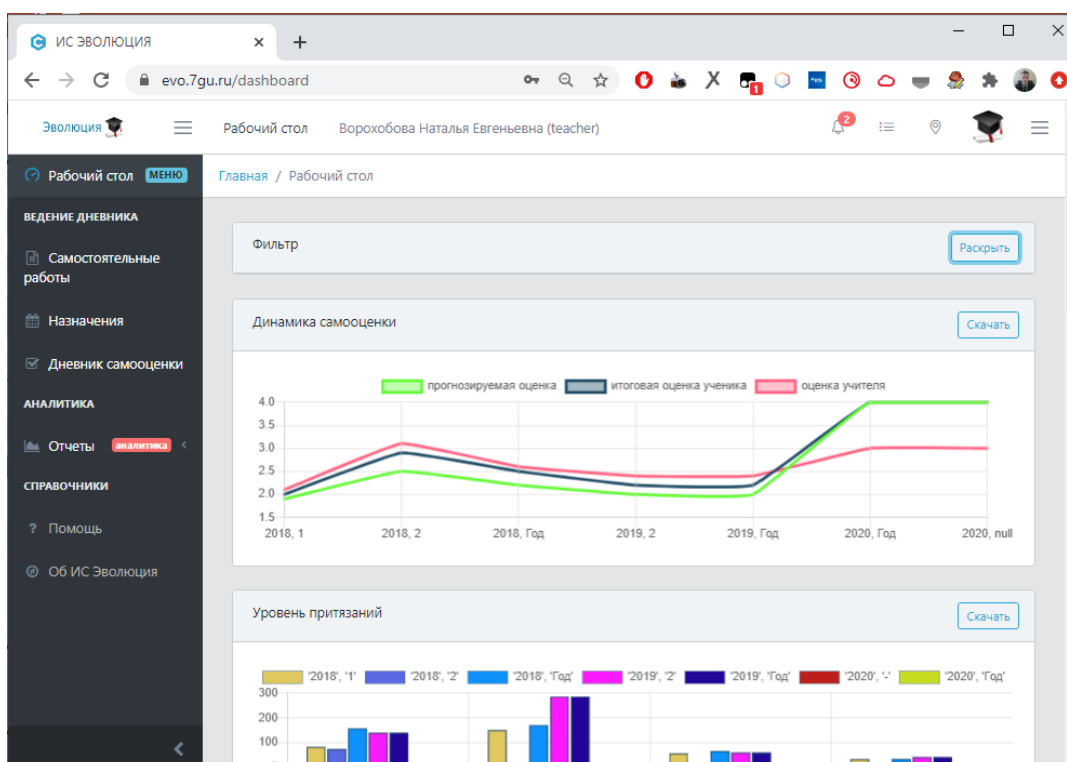 ИС ЭВОЛЮЦИЯ
evo.7gu.ru/dashboard
1
Эволюция
Рабочий стол
Ворохобова Наталья Евгеньевна (teacher)
2
Рабочий стол МЕНЮ
Главная / Рабочий стол
ВЕДЕНИЕ ДНЕВНИКА
Самостоятельные
работы
Назначения
Дневник самооценки
АНАЛИТИКА
Отчеты аналитика
СПРАВОЧНИКИ
? Помощь
Об ИС Эволюция
Фильтр
Раскрыть
Динамика самооценки
Скачать
прогнозируемая оценка итоговая оценка ученика оценка учителя
4.0
3.5
3.0
2.5
2.0
1.5
2018, 1 2018, 2 2018, Год 2019, 2 2019, Год 2020, Год 2020, null
Уровень притязаний
Скачать
'2018', '1' '2018', '2' '2018', 'Год' '2019', '2' '2019', 'Год' '2020', '-' '2020', 'Год'
300
200
100